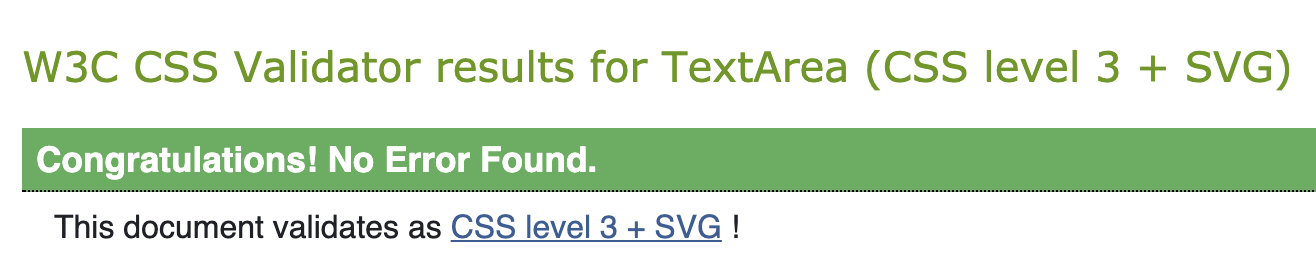 W3C CSS Validator results for TextArea (CSS level 3 + SVG)
Congratulations! No Error Found.
This document validates as CSS level 3 + SVG !